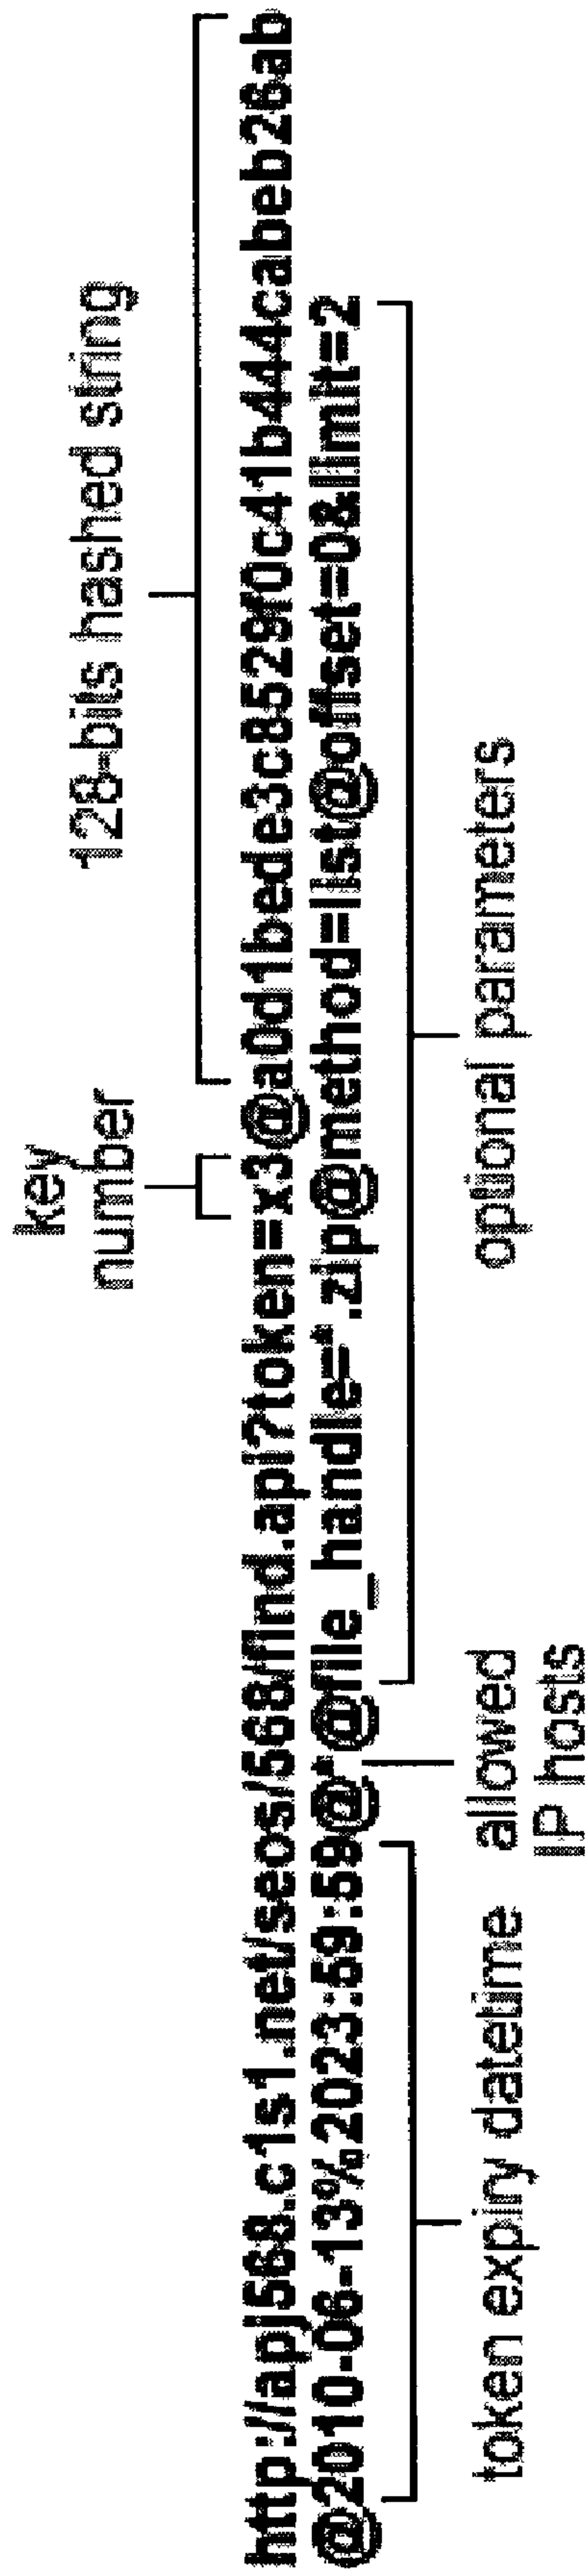 128-bits hashed string
key
number
http://apj568.c1s1.net/seos/568/find.api?token=x3@a0d1bede3c8529f0c41b444cabeb26ab
@2010-06-13%2023:59:59@*@file_handle=*.zip@method=list@offset=0&limit=2
token expiry datetime
allowed
IP hosts
optional parameters